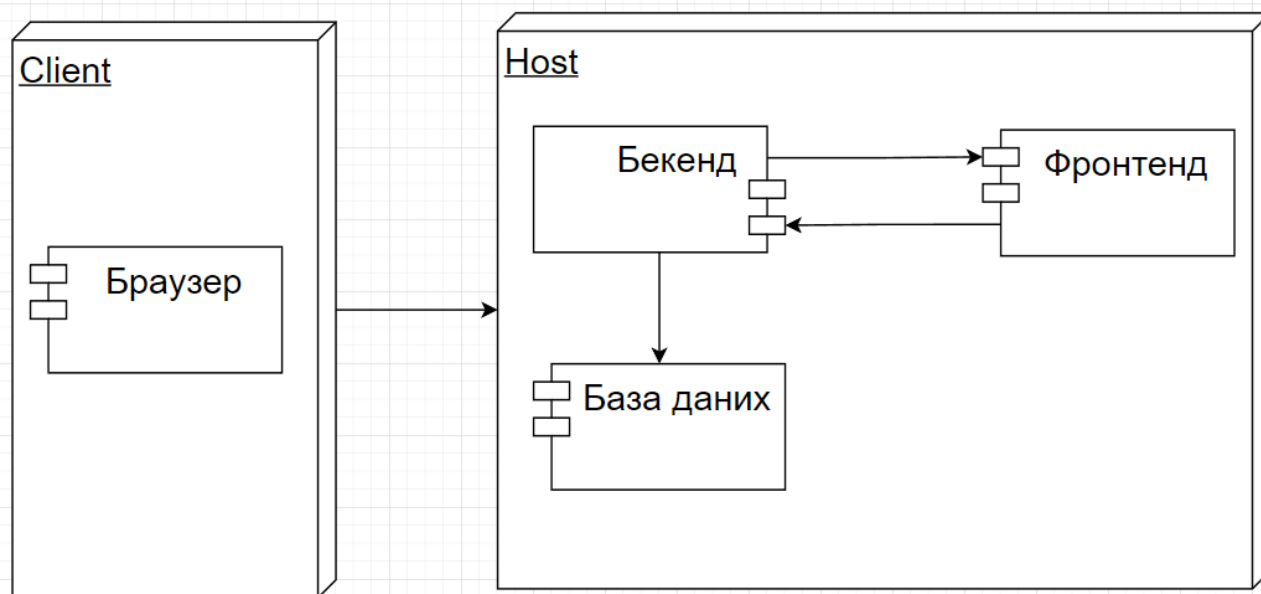 Client
Браузер
Host
Бекенд
Фронтенд
База даних